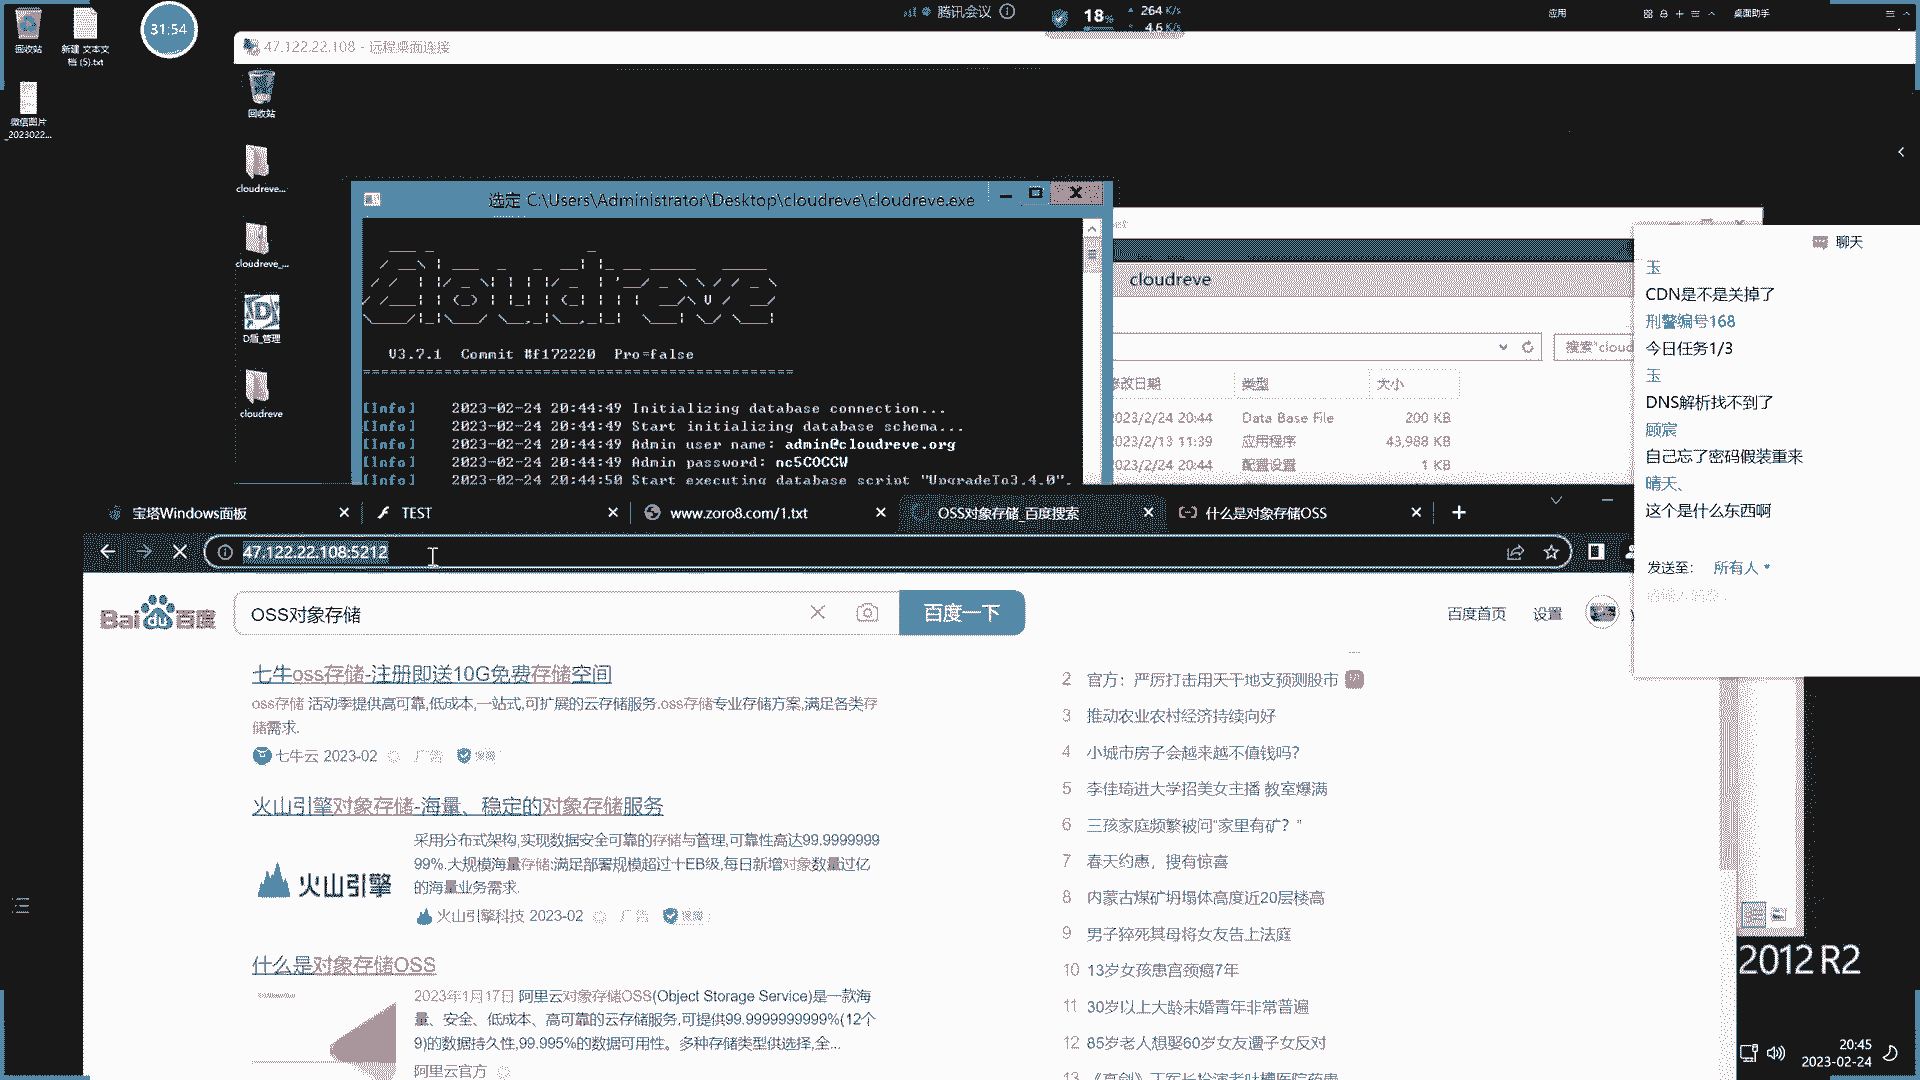 回收站
新建 文本文
档 (5).txt
31:54
腾讯会议
18%
264 K/s
4.6 K/s
应用
桌面助手
微信图片
_2023022...
47.122.22.108 - 远程桌面连接
回收站
cloudreve...
cloudreve_...
D盾_管理
cloudreve
选定 C:\Users\Administrator\Desktop\cloudreve\cloudreve.exe
Cloudreve
V3.7.1 Commit #f172220 Pro=false
================================================
[Info] 2023-02-24 20:44:49 Initializing database connection...
[Info] 2023-02-24 20:44:49 Start initializing database schema...
[Info] 2023-02-24 20:44:49 Admin user name: admin@cloudreve.org
[Info] 2023-02-24 20:44:49 Admin password: nc5COCCW
[Info] 2023-02-24 20:44:50 Start executing database script "UpgradeTo3.4.0".
cloudreve
搜索"cloud
修改日期 类型 大小
2023/2/24 20:44 Data Base File 200 KB
2023/2/13 11:39 应用程序 43,988 KB
2023/2/24 20:44 配置设置 1 KB
聊天
玉
CDN是不是关掉了
刑警编号168
今日任务1/3
玉
DNS解析找不到了
顾宸
自己忘了密码假装重来
晴天、
这个是什么东西啊
发送至: 所有人
宝塔Windows面板
TEST
www.zoro8.com/1.txt
OSS对象存储_百度搜索
什么是对象存储OSS
47.122.22.108:5212
Bai du 百度
OSS对象存储
百度一下
百度首页 设置
七牛oss存储-注册即送10G免费存储空间
oss存储 活动季提供高可靠,低成本,一站式,可扩展的云存储服务.oss存储专业存储方案,满足各类存
储需求.
七牛云 2023-02 广告 保障
火山引擎对象存储-海量、稳定的对象存储服务
采用分布式架构,实现数据安全可靠的存储与管理,可靠性高达99.9999999
99%.大规模海量存储:满足部署规模超过十EB级,每日新增对象数量过亿
的海量业务需求.
火山引擎
火山引擎科技 2023-02 广告 保障
什么是对象存储OSS
2023年1月17日 阿里云对象存储OSS(Object Storage Service)是一款海
量、安全、低成本、高可靠的云存储服务,可提供99.9999999999%(12个
9)的数据持久性,99.995%的数据可用性。多种存储类型供选择,全...
阿里云官方
2 官方：严厉打击用天干地支预测股市
3 推动农业农村经济持续向好
4 小城市房子会越来越不值钱吗?
5 李佳琦进大学招美女主播 教室爆满
6 三孩家庭频繁被问"家里有矿？"
7 春天约惠，搜有惊喜
8 内蒙古煤矿坍塌体高度近20层楼高
9 男子猝死其母将女友告上法庭
10 13岁女孩患宫颈癌7年
11 30岁以上大龄未婚青年非常普遍
12 85岁老人想娶60岁女友遭子女反对
2012 R2
20:45
2023-02-24